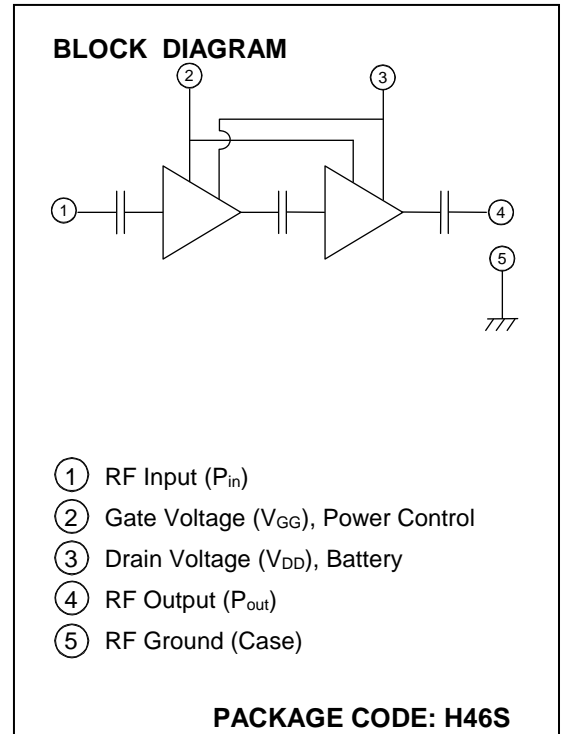 BLOCK DIAGRAM
2
3
1
4
5
1 RF Input (Pin)
2 Gate Voltage (VGG), Power Control
3 Drain Voltage (VDD), Battery
4 RF Output (Pout)
5 RF Ground (Case)
PACKAGE CODE: H46S